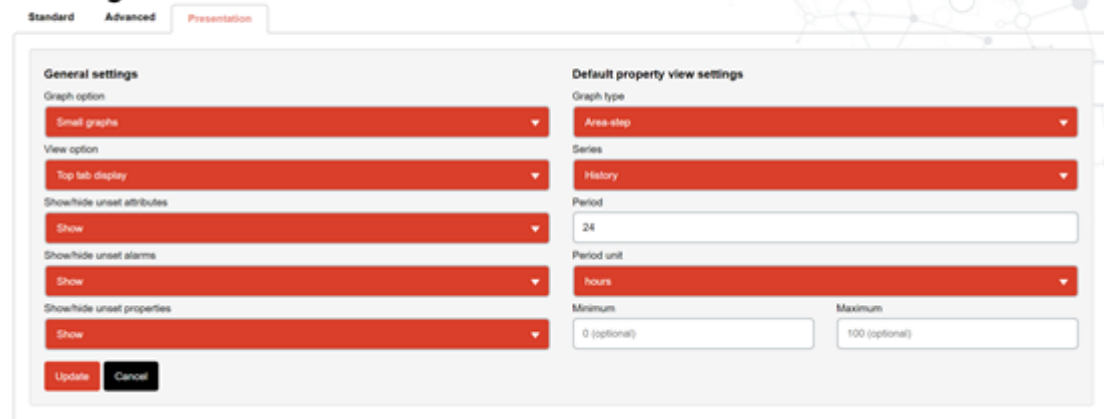 Standard Advanced Presentation
General settings
Graph option
Small graphs
View option
Top tab display
Show/hide unset attributes
Show
Show/hide unset alarms
Show
Show/hide unset properties
Show
Update Cancel
Default property view settings
Graph type
Area-step
Series
History
Period
24
Period unit
hours
Minimum Maximum
0 (optional) 100 (optional)